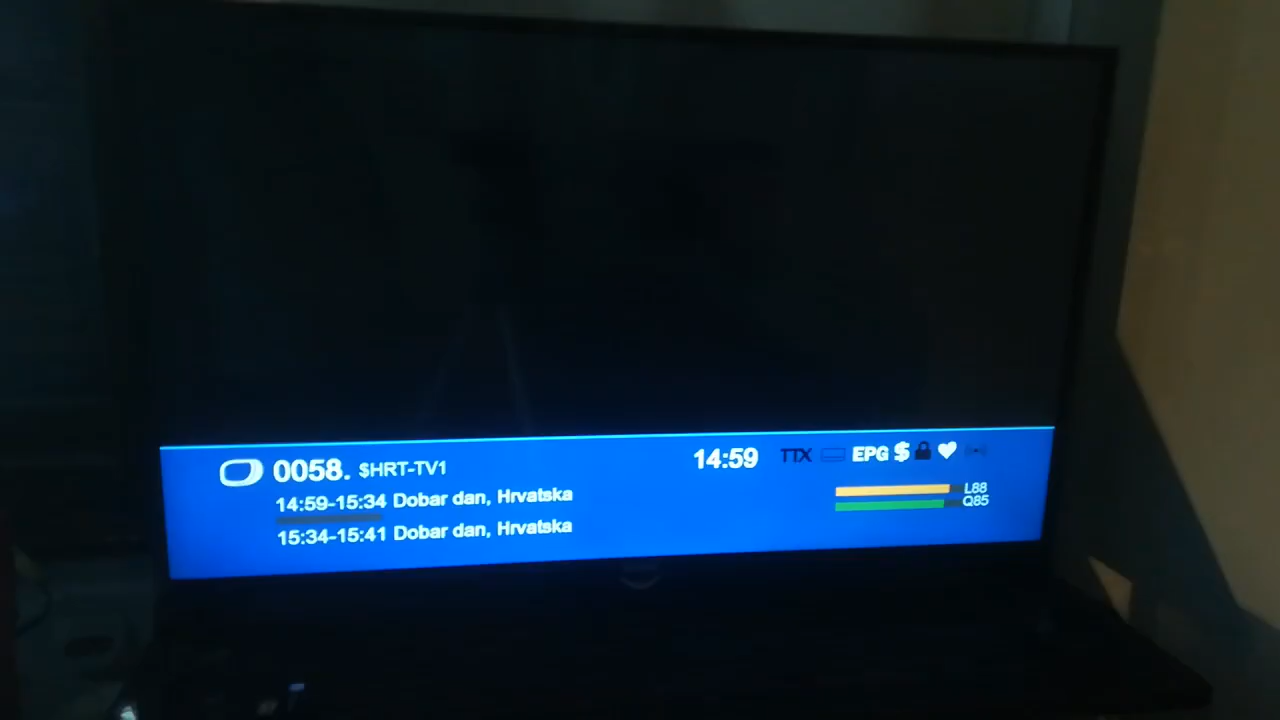 0058. $HRT-TV1 14:59 TTX EPG $
14:59-15:34 Dobar dan, Hrvatska L88
15:34-15:41 Dobar dan, Hrvatska Q85